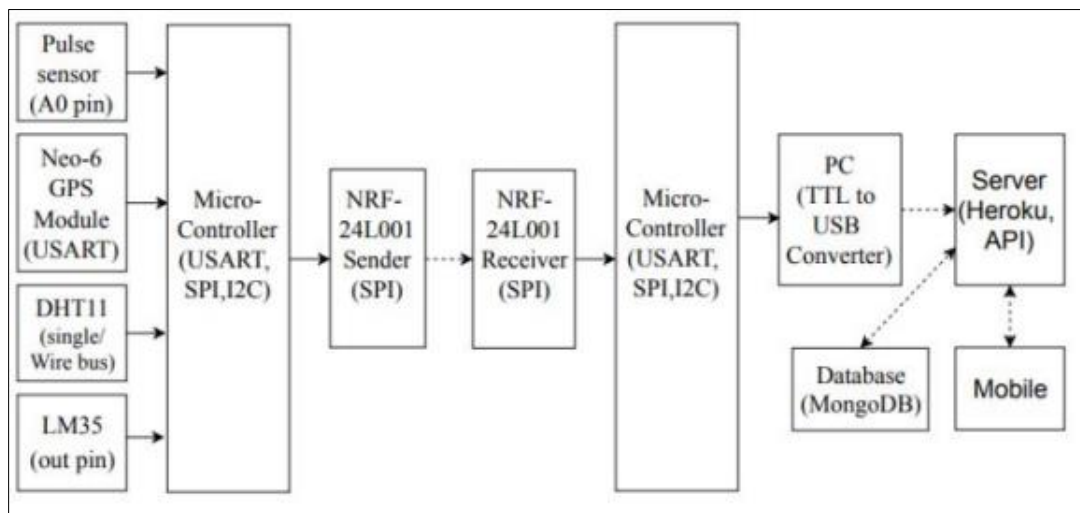 Pulse
sensor
(A0 pin)
Neo-6
GPS
Module
(USART)
DHT11
(single/
Wire bus)
LM35
(out pin)
Micro-
Controller
(USART,
SPI,I2C)
NRF-
24L001
Sender
(SPI)
NRF-
24L001
Receiver
(SPI)
Micro-
Controller
(USART,
SPI,I2C)
PC
(TTL to
USB
Converter)
Server
(Heroku,
API)
Database
(MongoDB)
Mobile